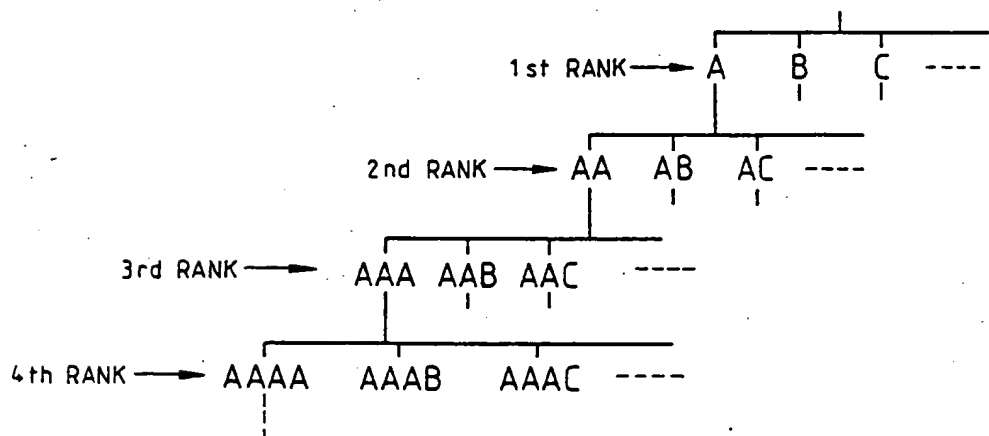 1st RANK A B C ----
2nd RANK AA AB AC ----
3rd RANK AAA AAB AAC ----
4th RANK AAAA AAAB AAAC ----